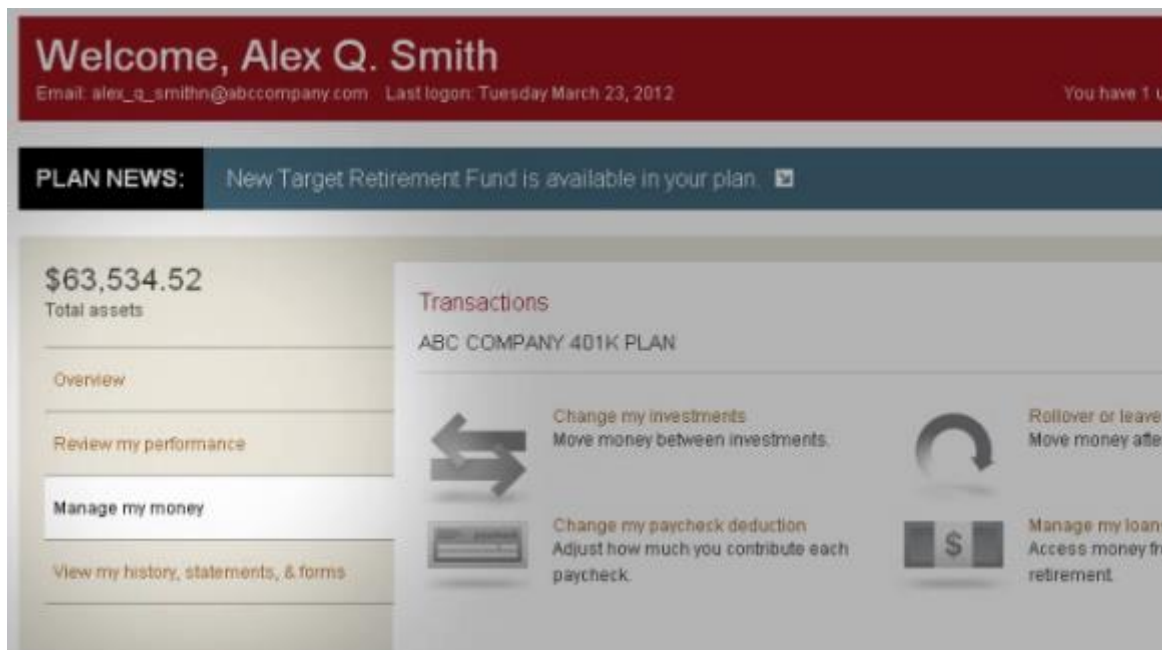 Welcome, Alex Q. Smith
Email: alex_q_smithn@abccompany.com Last logon: Tuesday March 23, 2012
You have 1
PLAN NEWS: New Target Retirement Fund is available in your plan.
$63,534.52
Total assets
Overview
Review my performance
Manage my money
View my history, statements, & forms
Transactions
ABC COMPANY 401K PLAN
Change my investments
Move money between investments.
Change my paycheck deduction
Adjust how much you contribute each
paycheck.
Rollover or leave
Move money
Manage my
Access money
retirement.
$